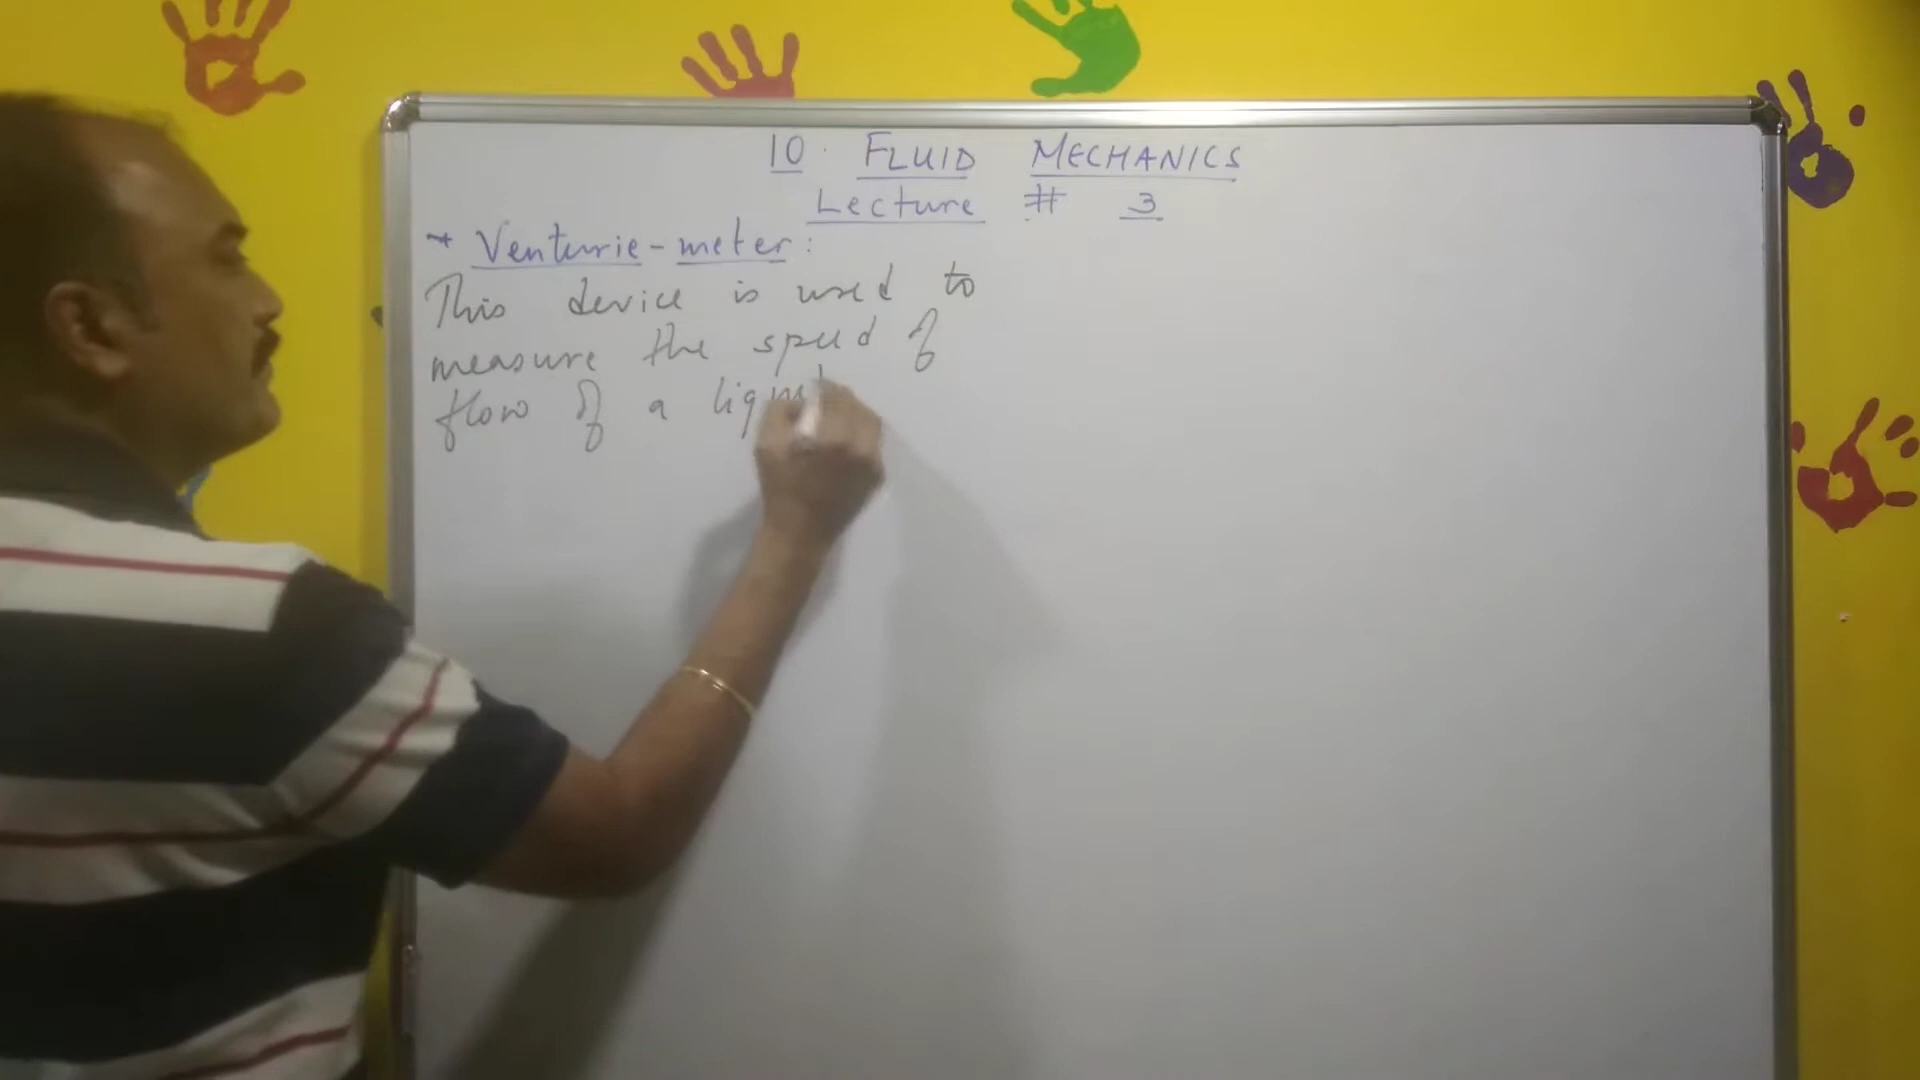 10. FLUID MECHANICS
Lecture # 3
* Venturie-meter:
This device is used to
measure the speed of
flow of a liquid